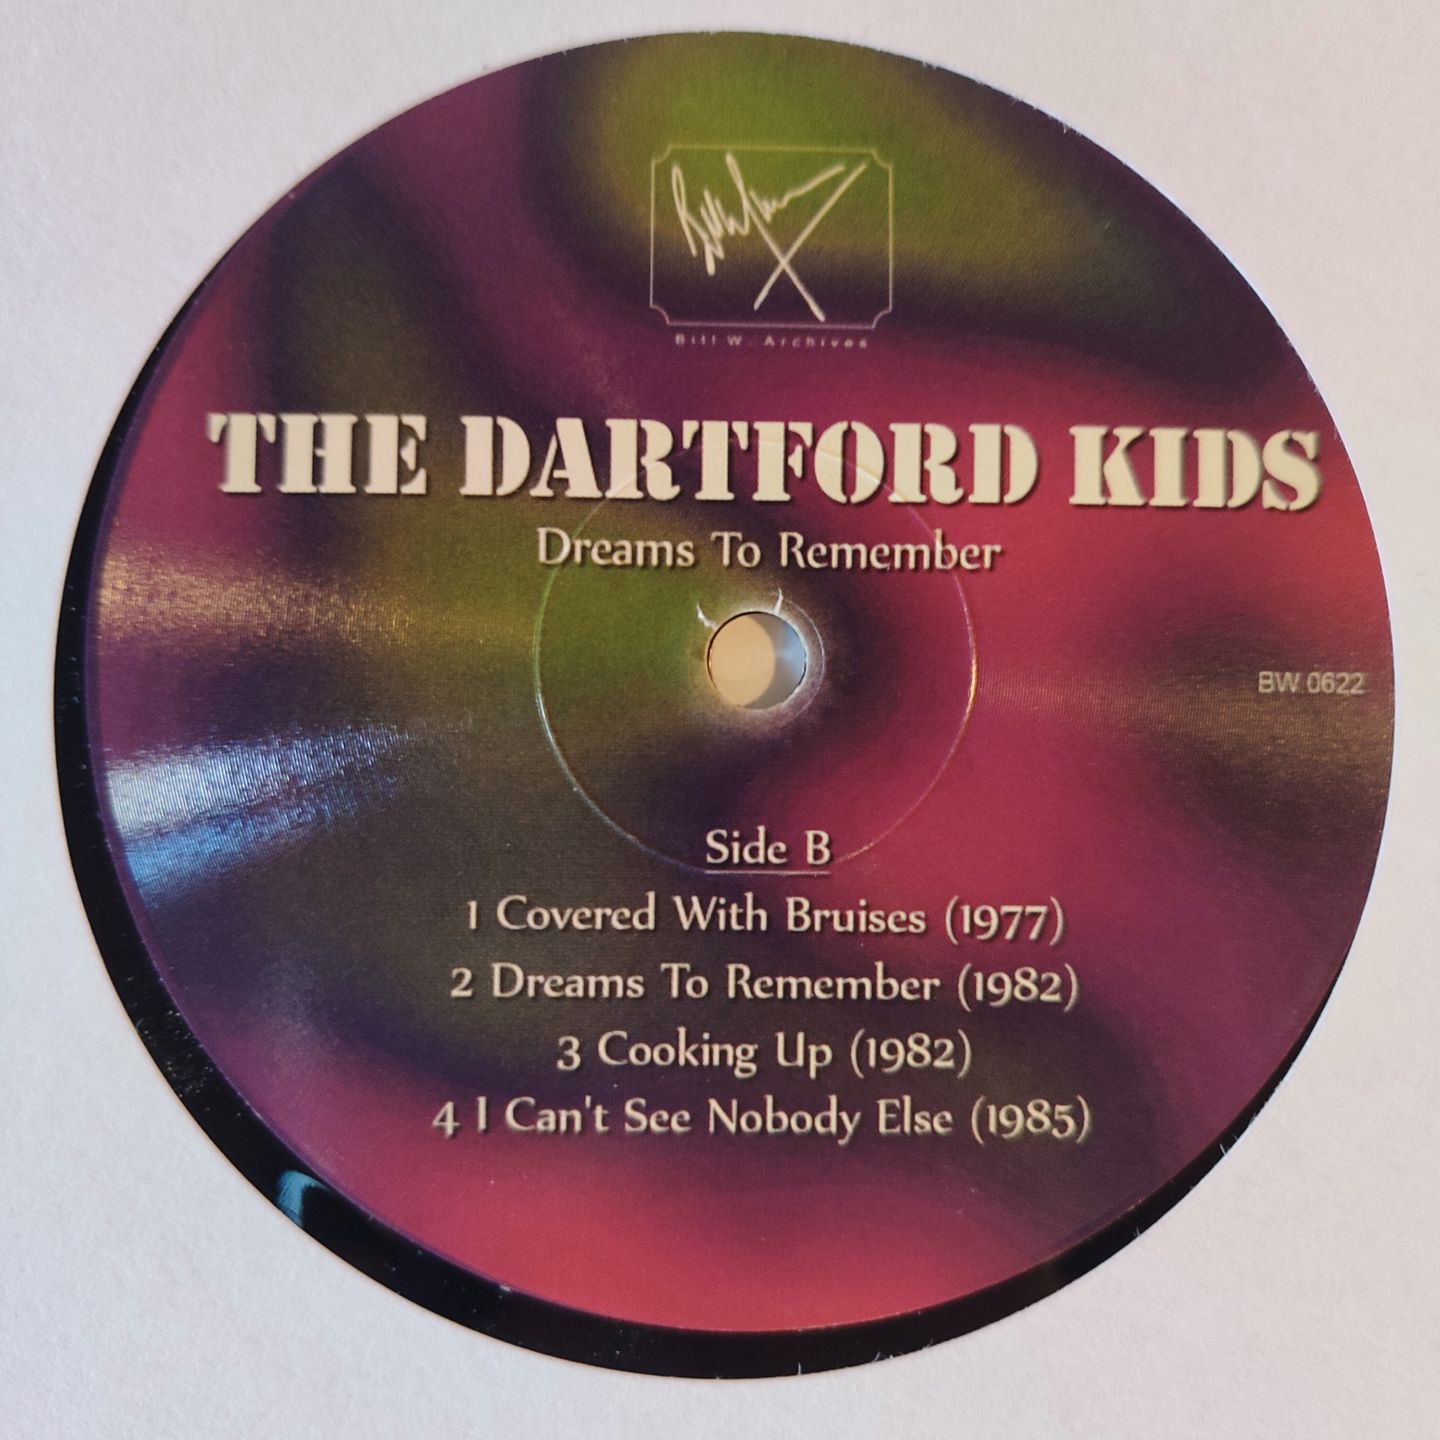 Bill W. Archives
THE DARTFORD KIDS
Dreams To Remember
BW 0622
Side B
1 Covered With Bruises (1977)
2 Dreams To Remember (1982)
3 Cooking Up (1982)
4 I Can't See Nobody Else (1985)